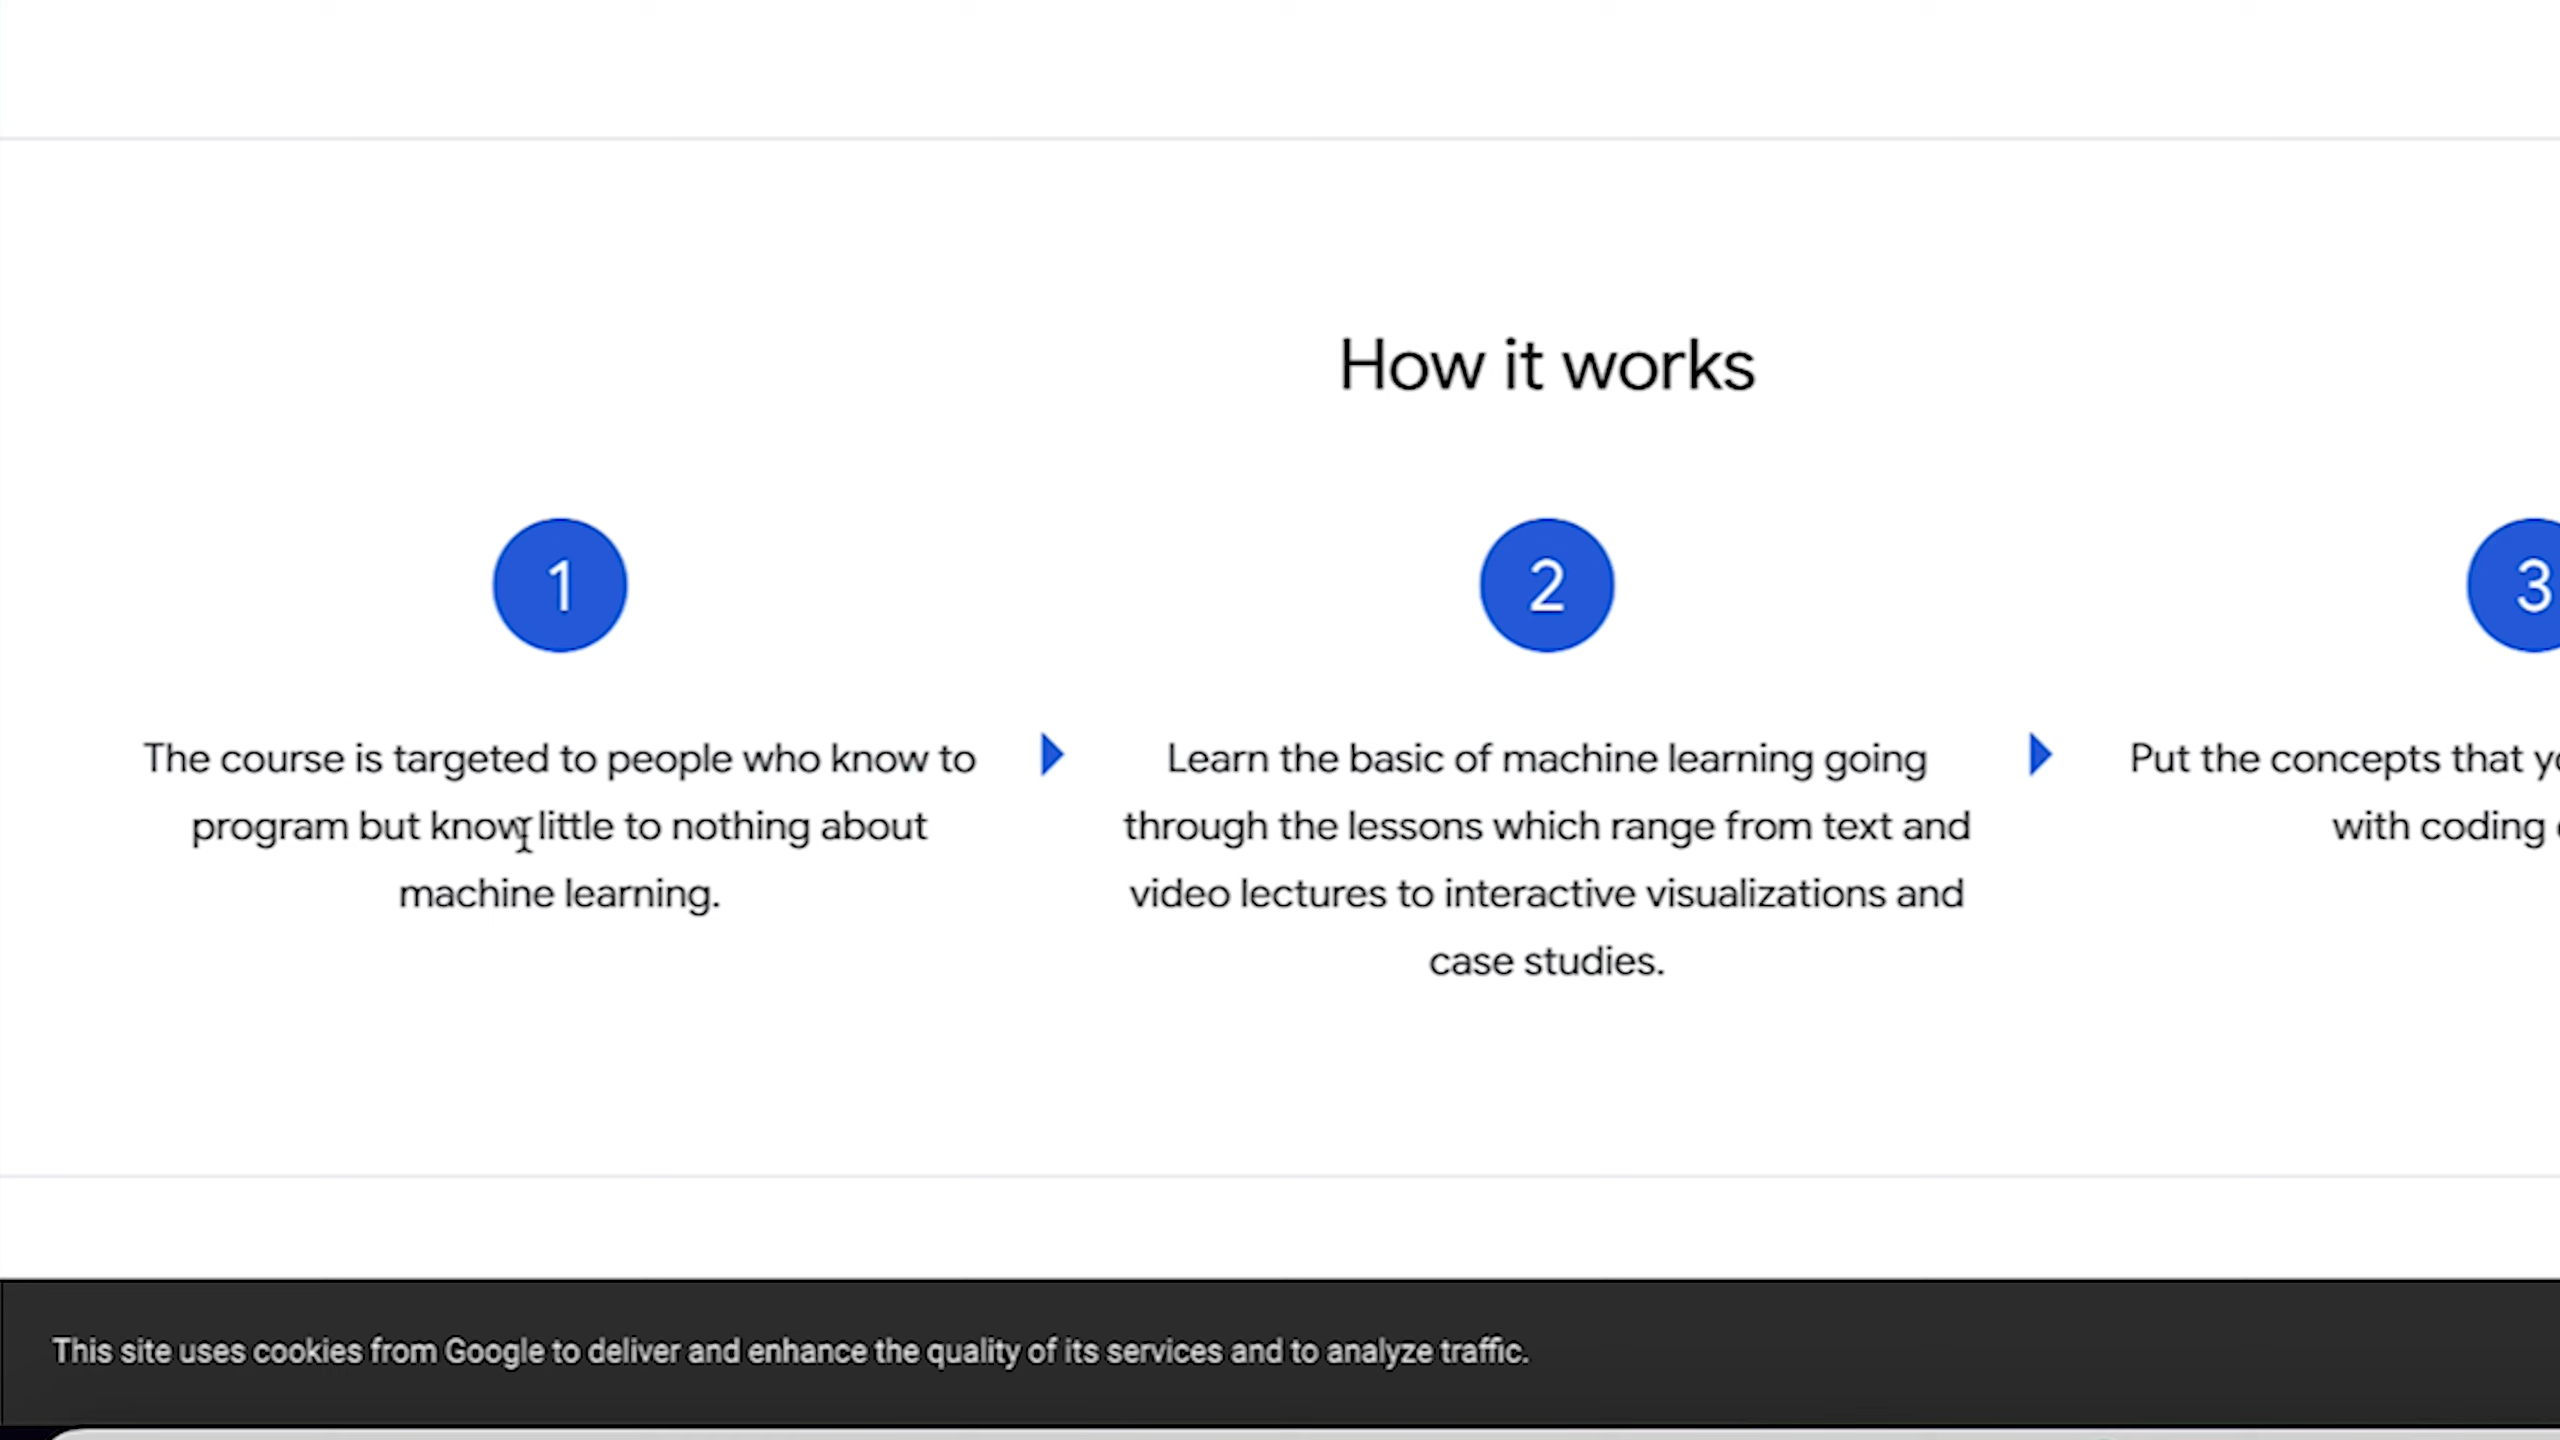 How it works
1
2
3
The course is targeted to people who know to
program but know little to nothing about
machine learning.
Learn the basic of machine learning going
through the lessons which range from text and
video lectures to interactive visualizations and
case studies.
Put the concepts that
with coding
This site uses cookies from Google to deliver and enhance the quality of its services and to analyze traffic.